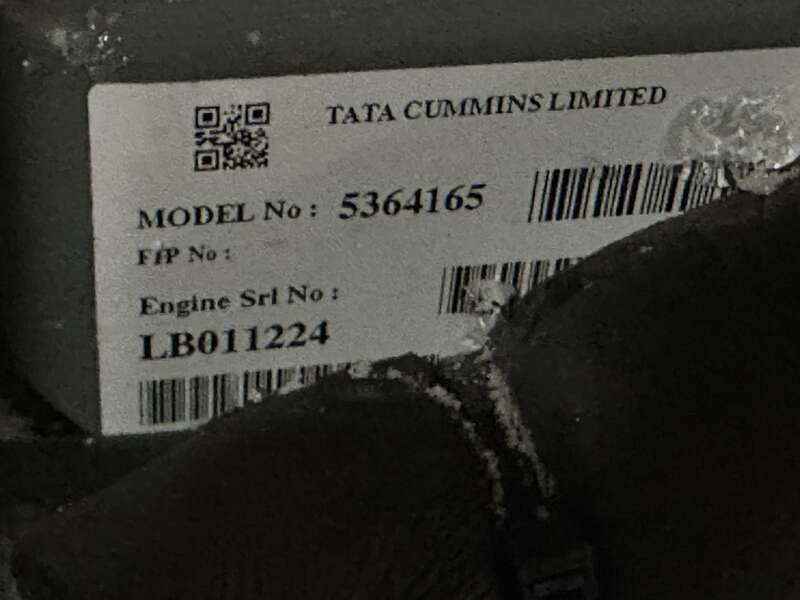 TATA CUMMINS LIMITED
MODEL No : 5364165
FIP No :
Engine Srl No :
LB011224